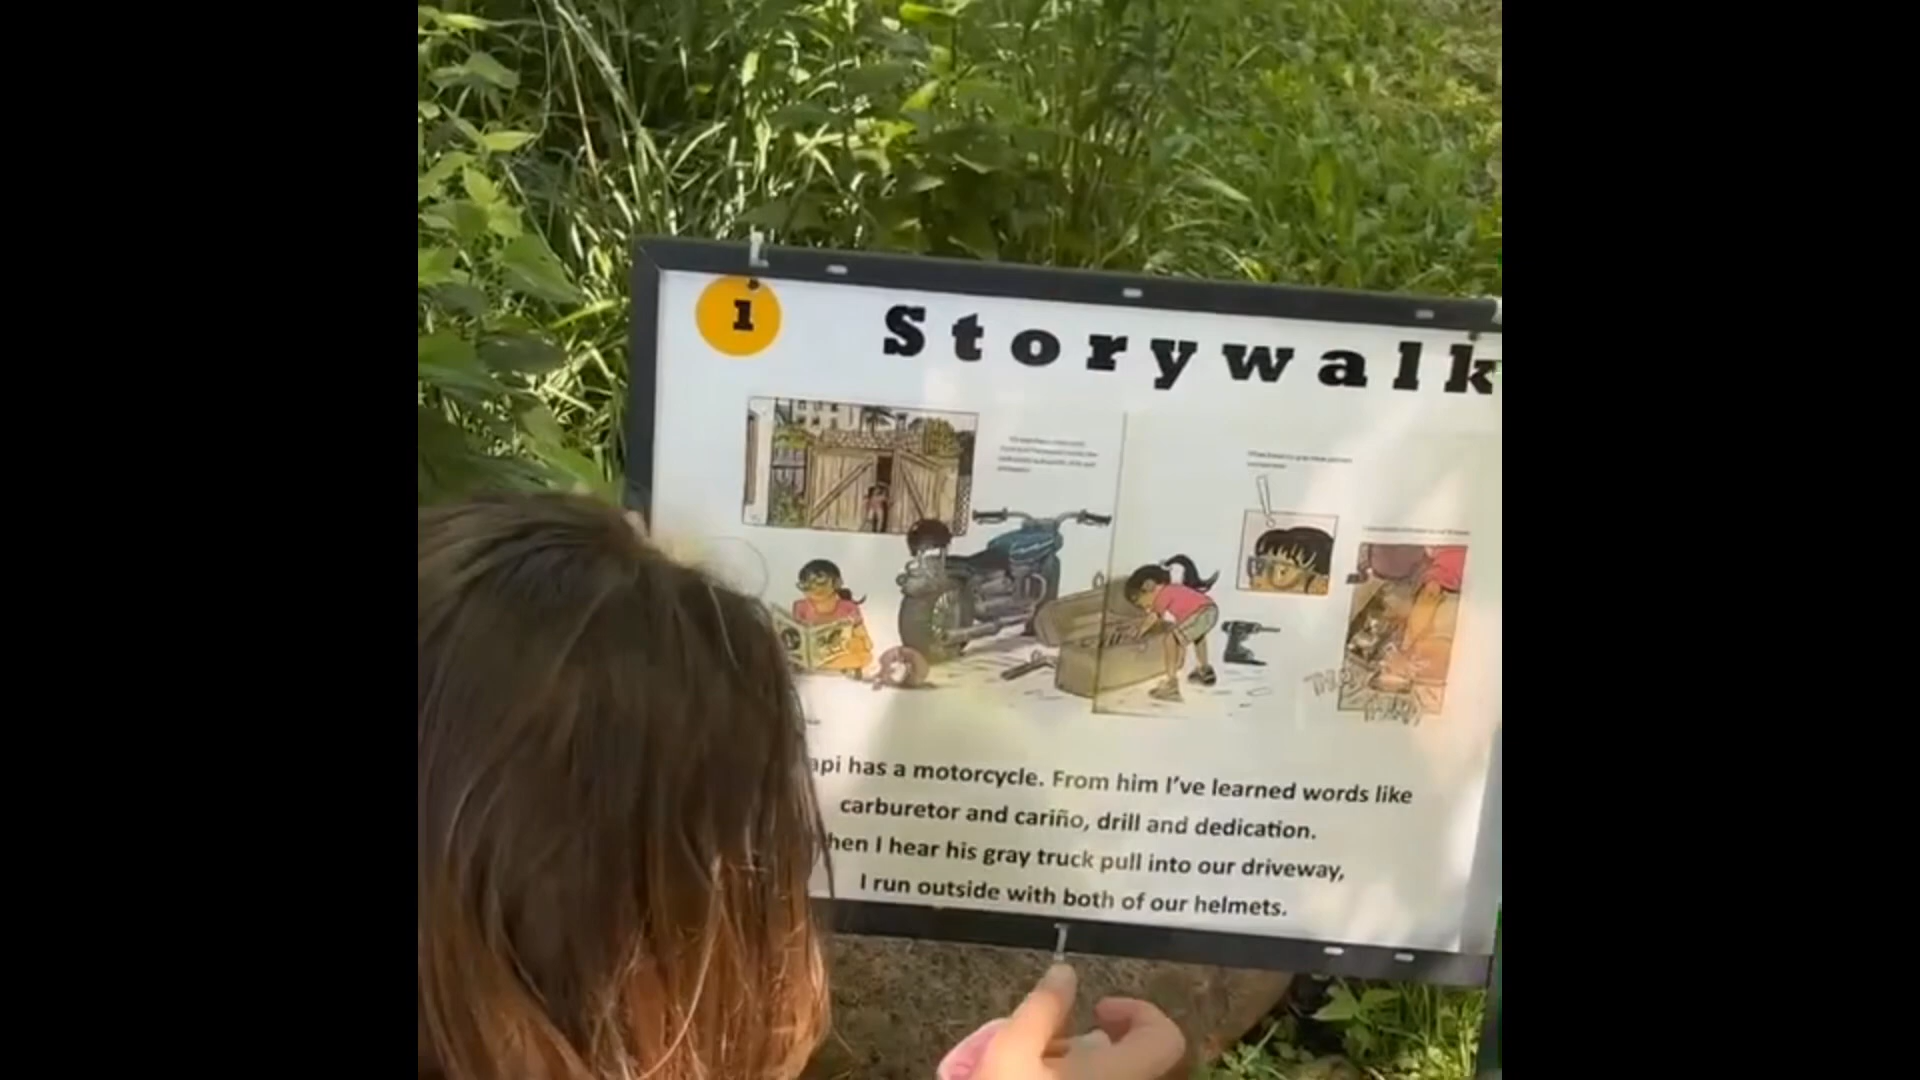 1
Storywalk
api has a motorcycle. From him I've learned words like
carburetor and cariño, drill and dedication.
hen I hear his gray truck pull into our driveway,
I run outside with both of our helmets.